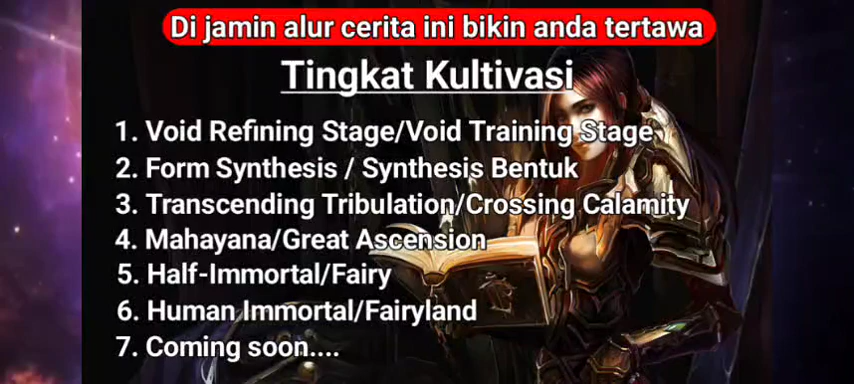 Di jamin alur cerita ini bikin anda tertawa
Tingkat Kultivasi
1. Void Refining Stage/Void Training Stage
2. Form Synthesis / Synthesis Bentuk
3. Transcending Tribulation/Crossing Calamity
4. Mahayana/Great Ascension
5. Half-Immortal/Fairy
6. Human Immortal/Fairyland
7. Coming soon....